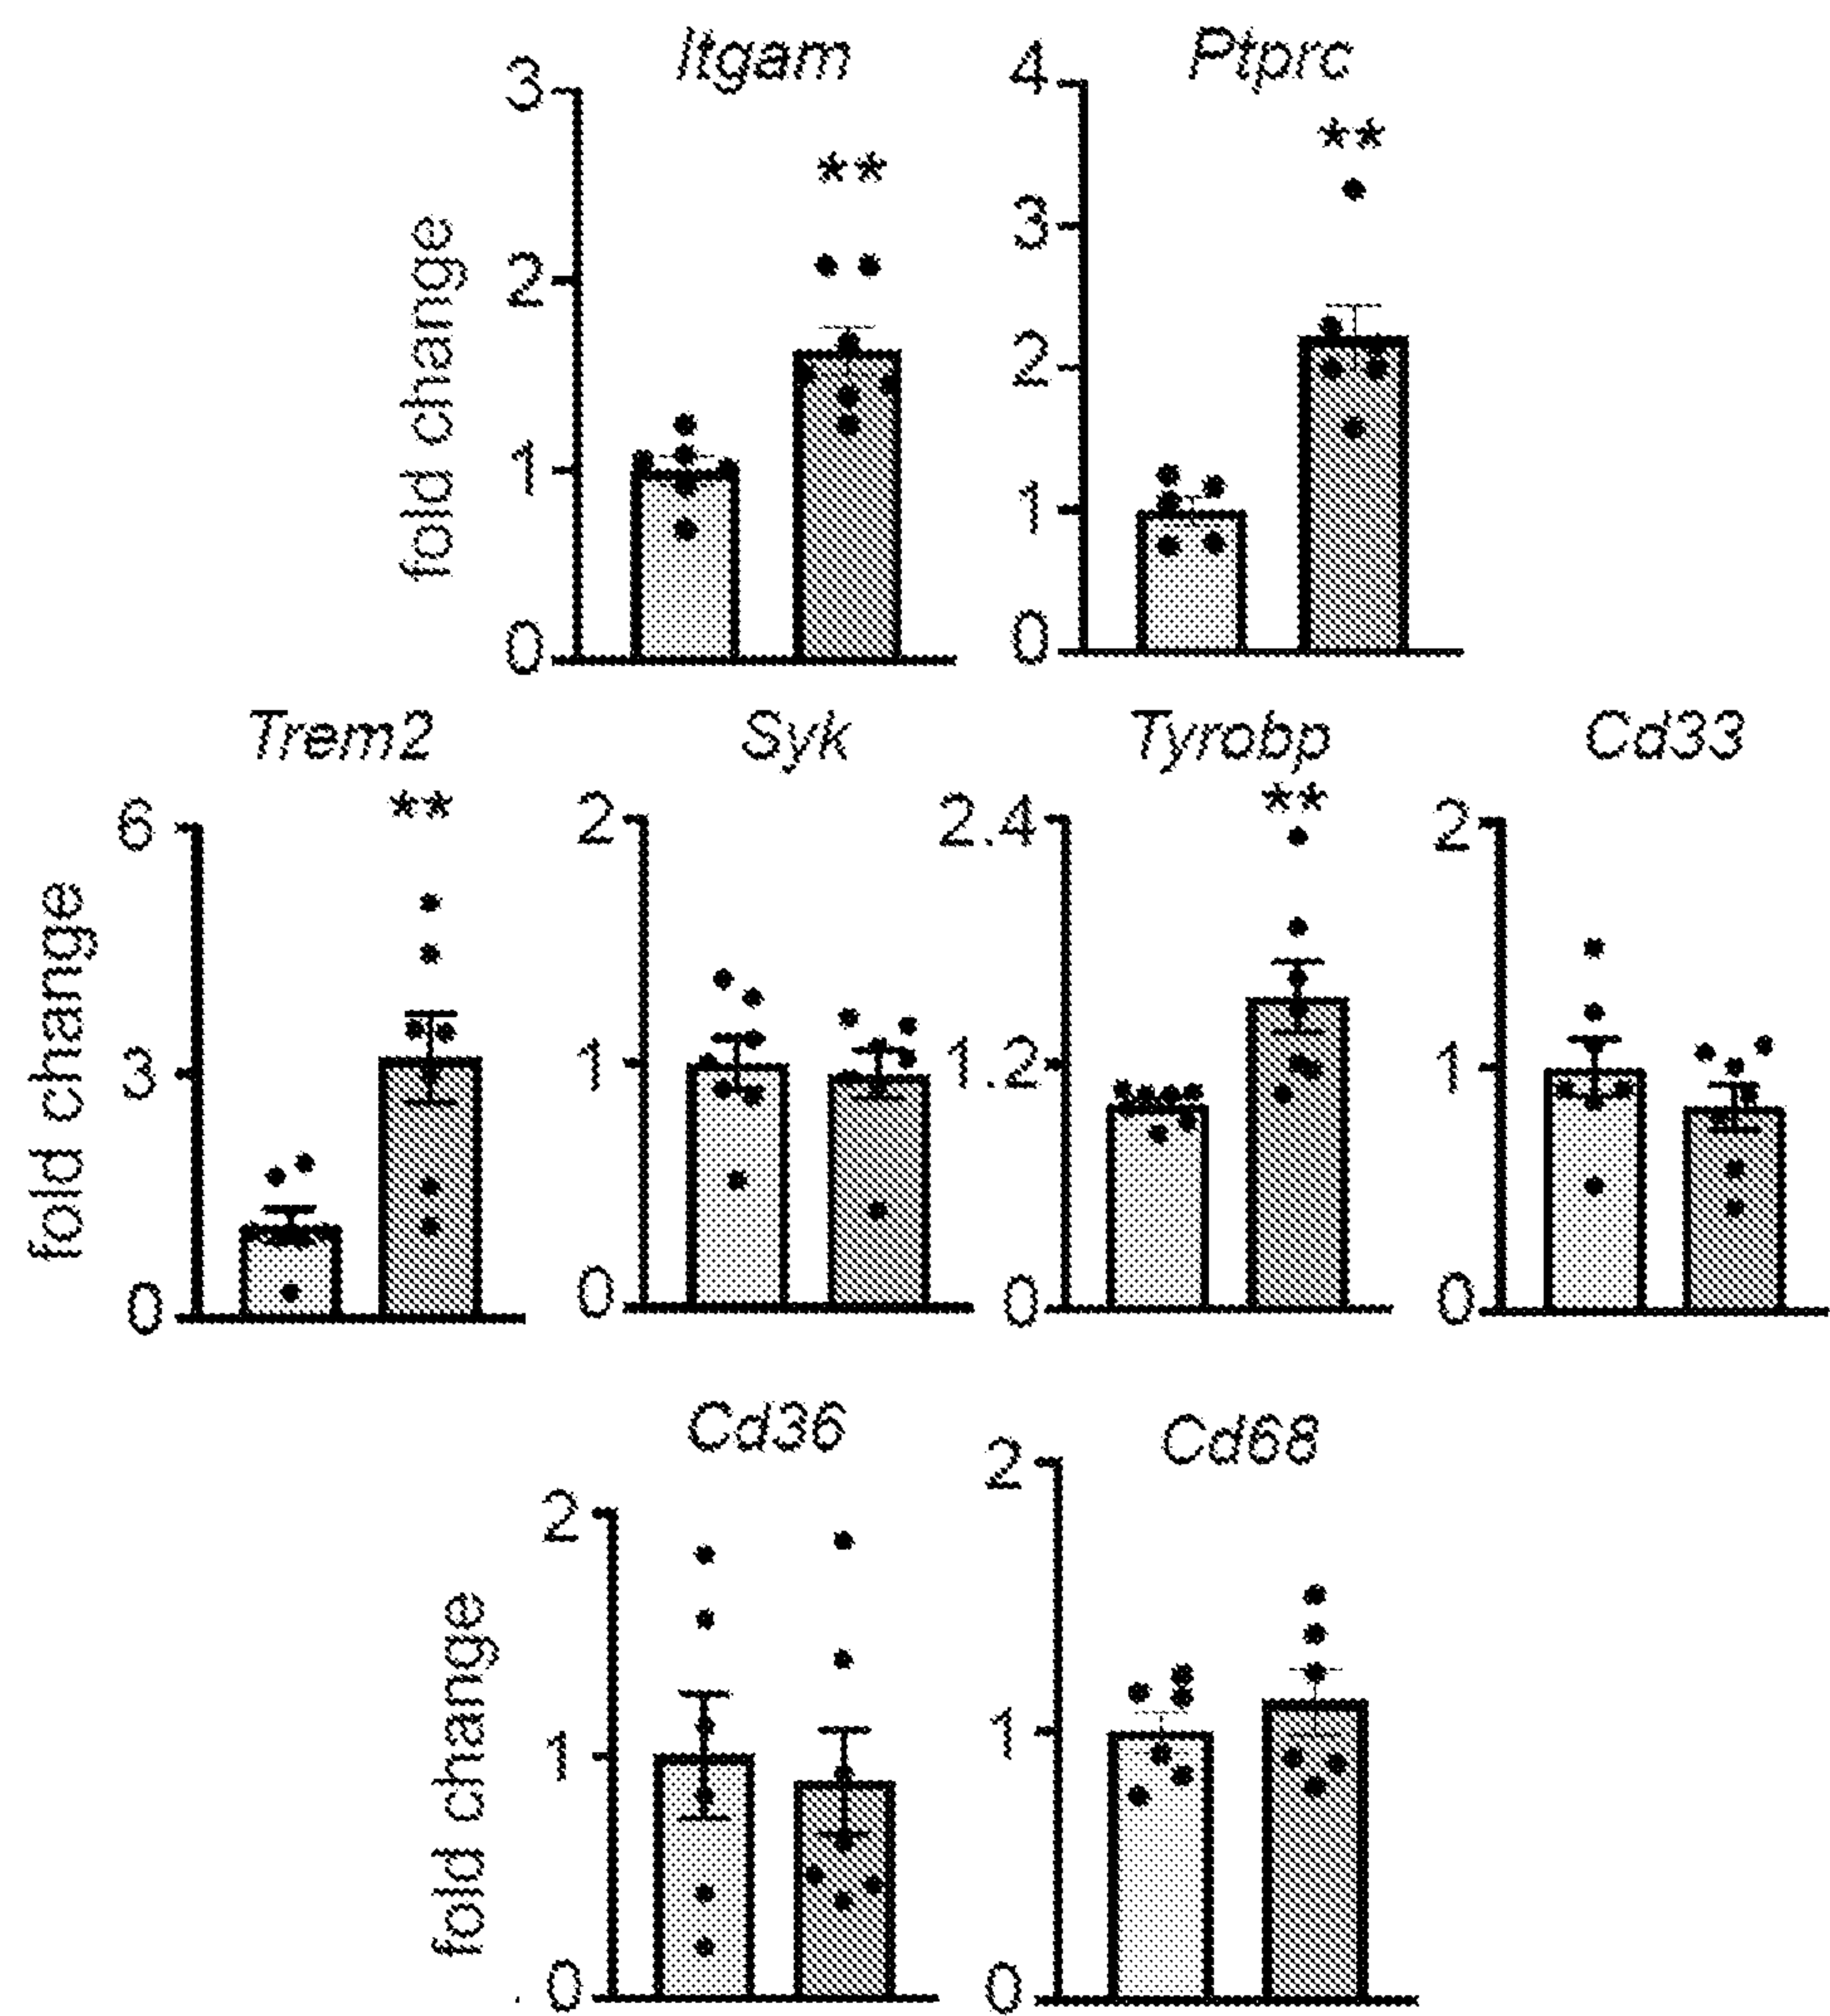 Itgam Ptprc
3 4
** **
3
2
2
1 1
0 0
fold change
Trem2 Syk Tyrobp Cd33
** **
6 2 2.4 2
3 1 1.2 1
0 0 0 0
fold change
Cd36 Cd68
2 2
1 1
0 0
fold change